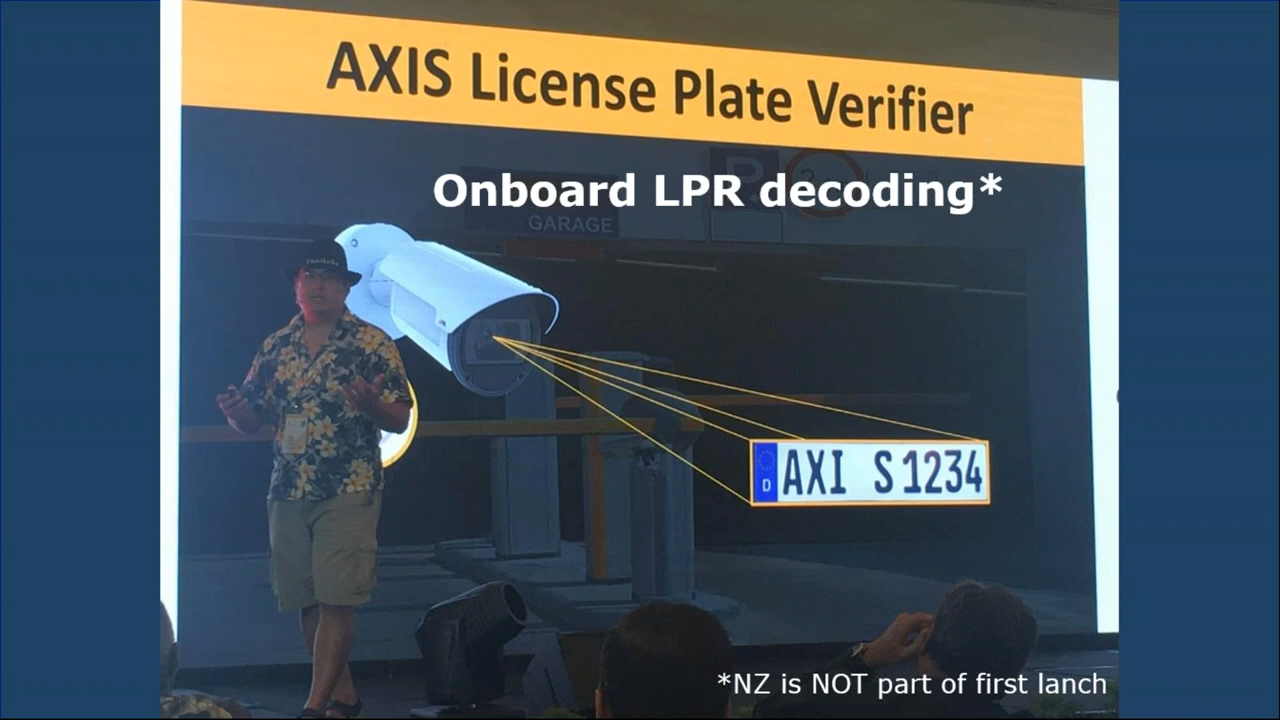 AXIS License Plate Verifier
Onboard LPR decoding*
GARAGE
D
AXI S 1234
*NZ is NOT part of first lanch